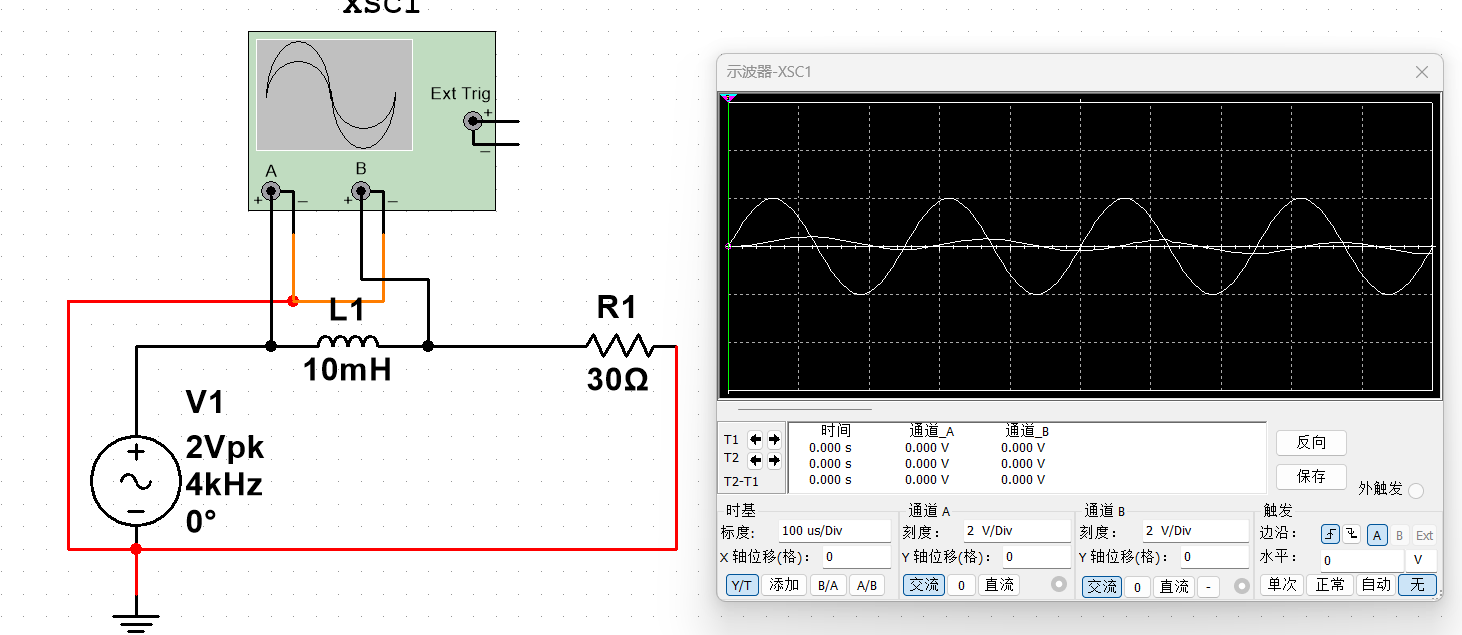 XSC1
Ext Trig
+
−
A
B
+ − + −
L1
10mH
R1
30Ω
V1
2Vpk
4kHz
0°
示波器-XSC1
时间 通道_A 通道_B
T1 0.000 s 0.000 V 0.000 V
T2 0.000 s 0.000 V 0.000 V
T2-T1 0.000 s 0.000 V 0.000 V
反向
保存
外触发
时基 通道 A 通道 B 触发
标度: 100 us/Div 刻度: 2 V/Div 刻度: 2 V/Div 边沿: A B Ext
X 轴位移(格): 0 Y 轴位移(格): 0 Y 轴位移(格): 0 水平: 0 V
Y/T 添加 B/A A/B 交流 0 直流 交流 0 直流 - 单次 正常 自动 无